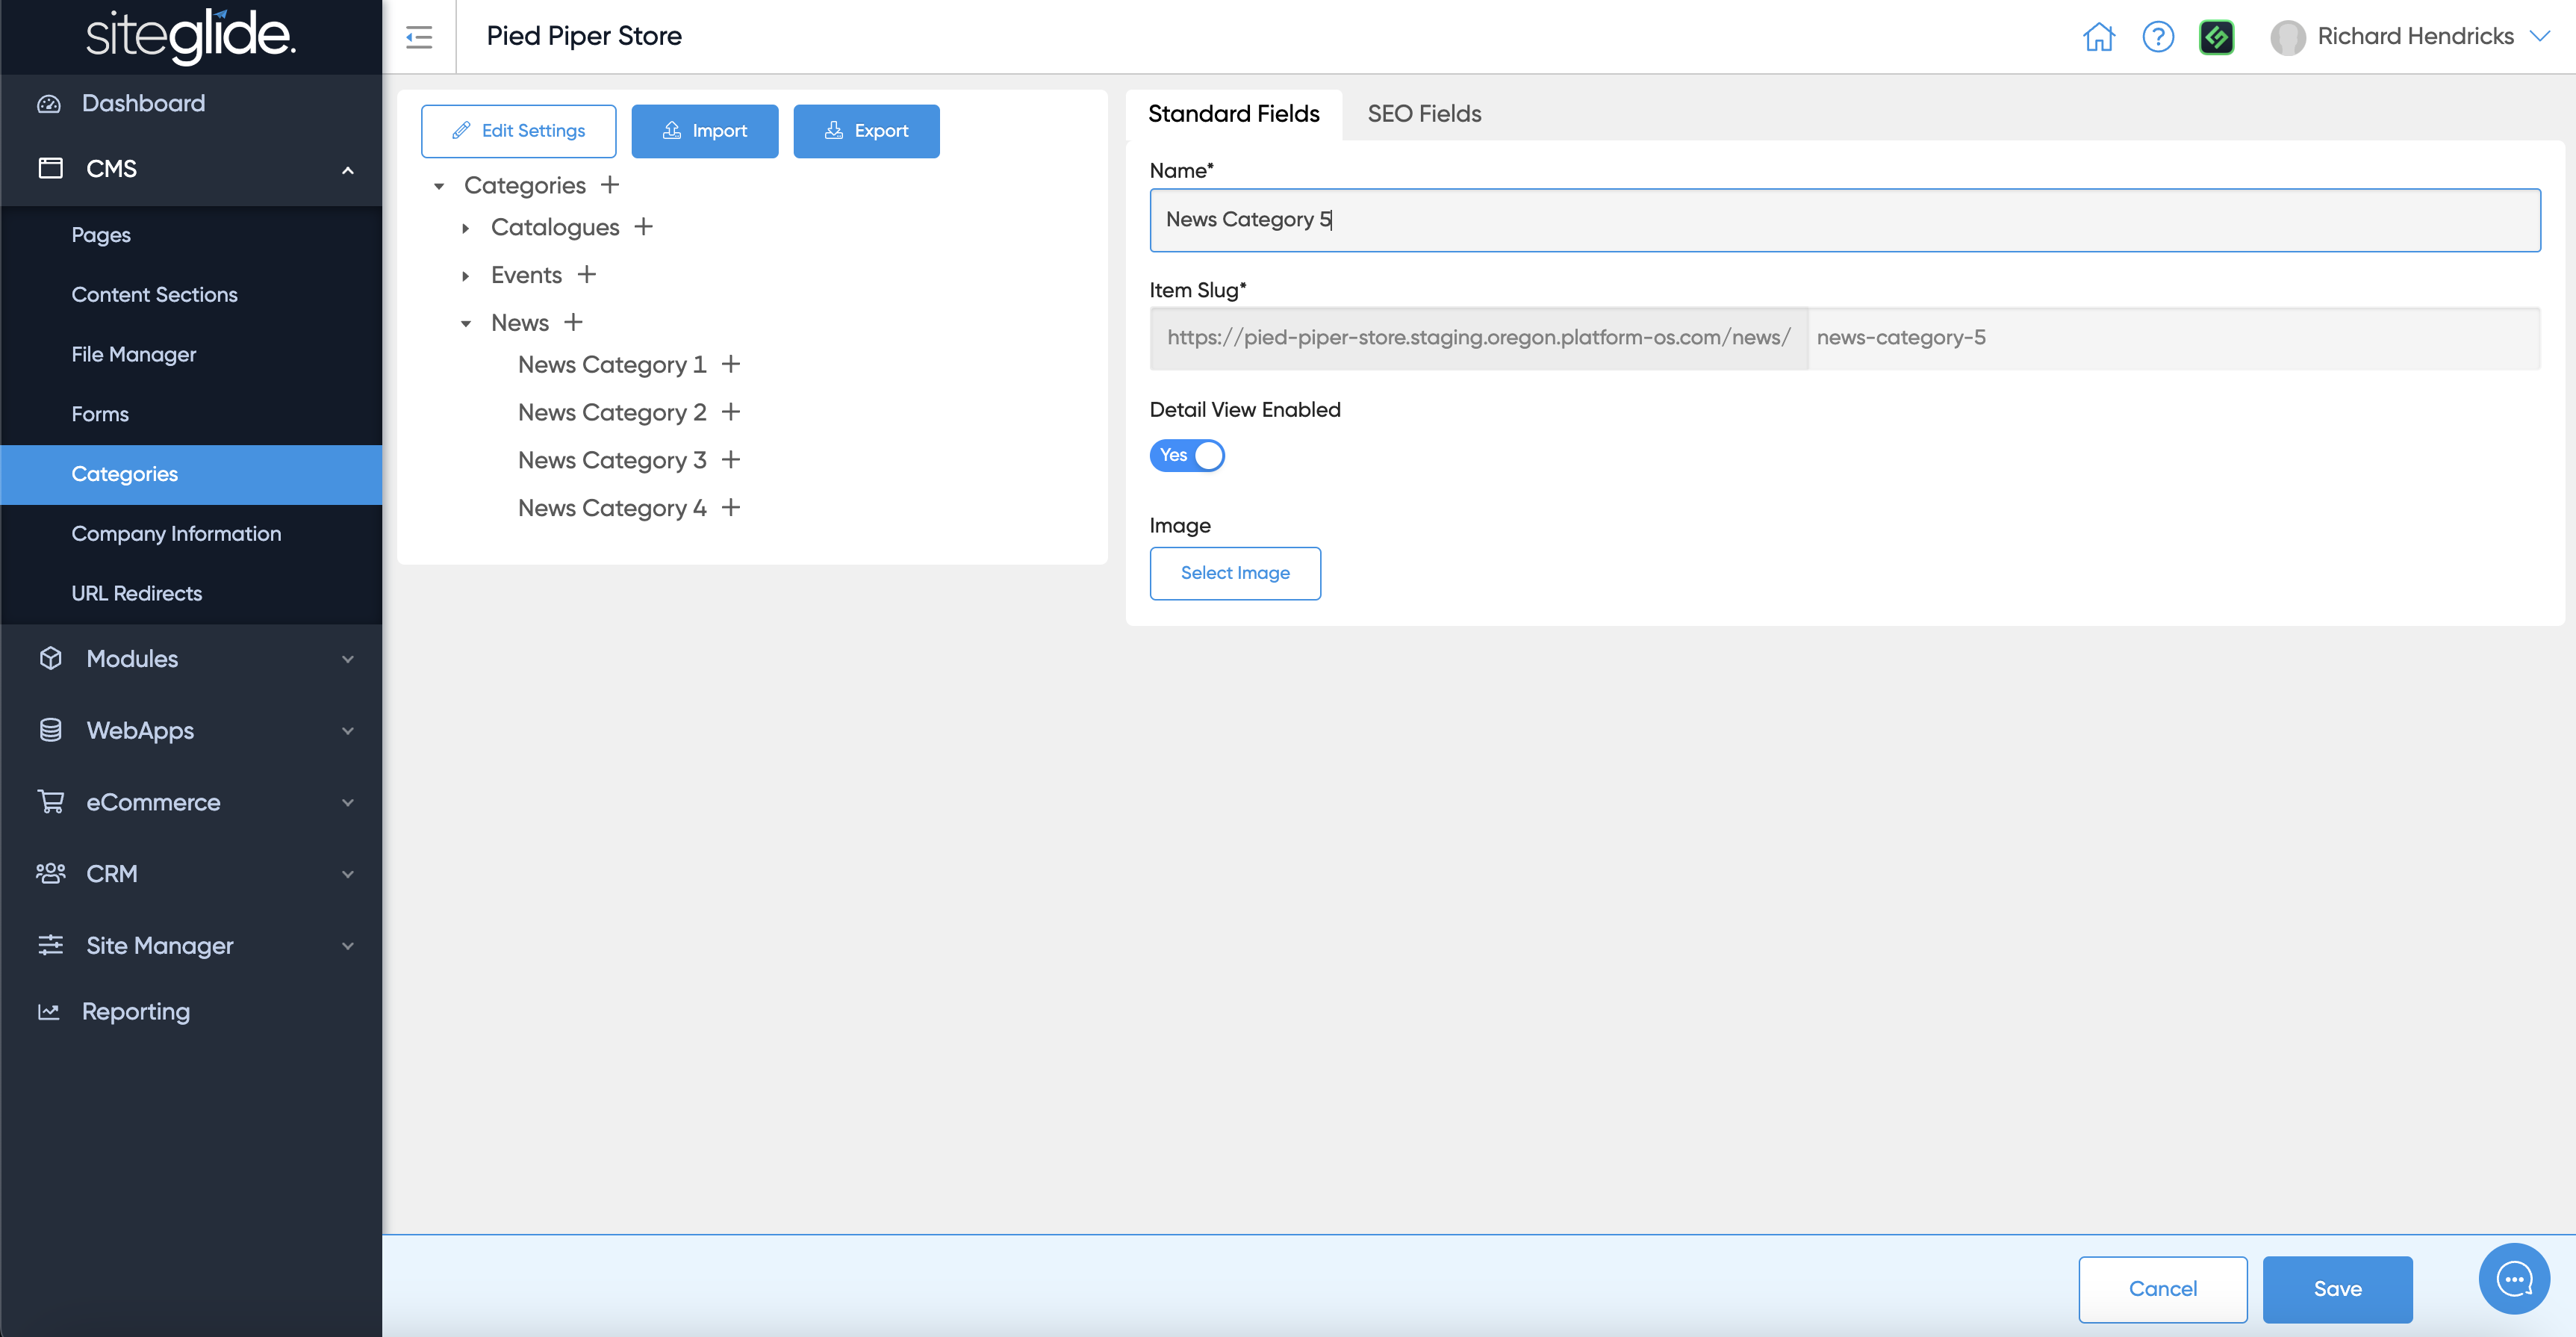 siteglide.
Dashboard
CMS
Pages
Content Sections
File Manager
Forms
Categories
Company Information
URL Redirects
Modules
WebApps
eCommerce
CRM
Site Manager
Reporting
Pied Piper Store
Richard Hendricks
Edit Settings
Import
Export
Categories
Catalogues
Events
News
News Category 1
News Category 2
News Category 3
News Category 4
Standard Fields
SEO Fields
Name*
News Category 5
Item Slug*
https://pied-piper-store.staging.oregon.platform-os.com/news/ news-category-5
Detail View Enabled
Yes
Image
Select Image
Cancel
Save